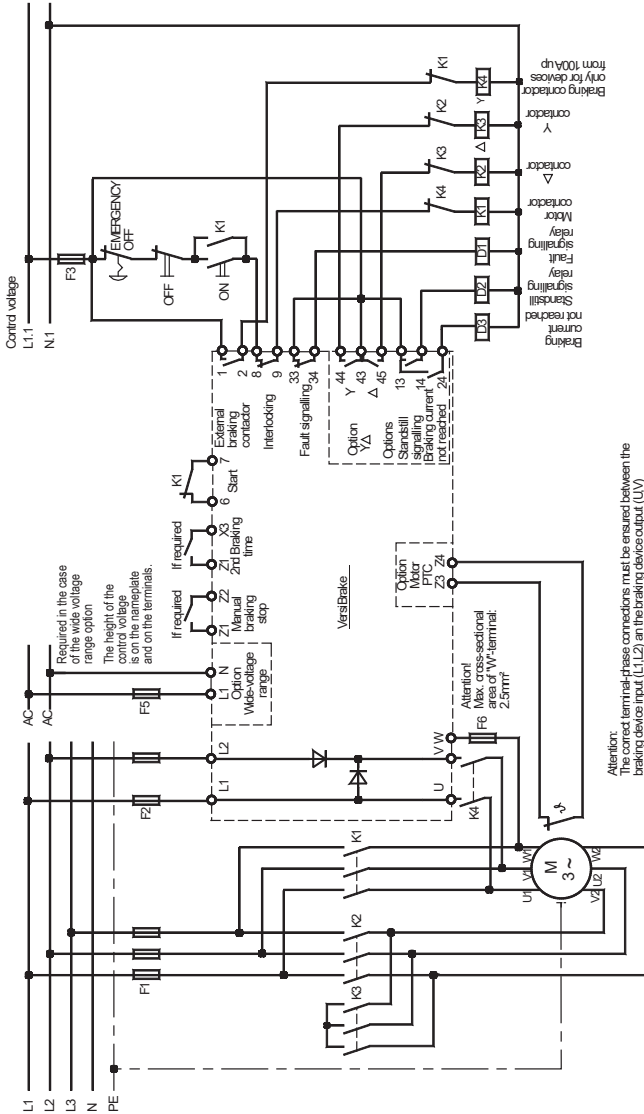 Control voltage
L1.1
N.1
F3
EMERGENCY
OFF
OFF
K1
ON
AC
AC
Required in the case
of the wide voltage
range option
The height of the
control voltage
is on the nameplate
and on the terminals.
F5
If required
If required
K1
L1
L2
L3
N
PE
F1
F2
L1
L2
L1
N
Option
Wide-voltage
range
Z1
Z2
Manual
braking
stop
Z1
X3
2nd Braking
time
6
7
Start
1
2
8
9
33
34
External
braking
contador
Interlocking
Fault signalling
44
43
45
13
14
24
Y
Δ
Option
YΔ
Options
Standstill
signalling
Braking current
not reached
VersiBrake
Option
Motor
PTC
Z3
Z4
U
V
W
F6
Attention!
Max. cross-sectional
area of "W"-terminal:
2.5mm²
K4
K1
K2
K3
K4
K3
K2
K1
K1
K2
K3
K4
D1
D2
D3
Δ
Y
Motor
contactor
Δ
contactor
Y
contactor
Braking contactor
only for devices
from 100A up
Fault
signalling
relay
Standstill
signalling
relay
Braking
current
not reached
U1
V1
W1
M
3 ~
V2
U2
W2
ϑ
Attention:
The correct terminal-phase connections must be ensured between the
braking device input (L1,L2) an the braking device output (U,V)